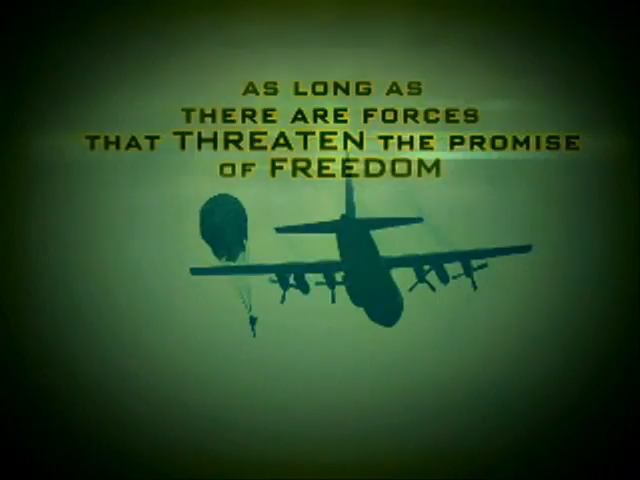 AS LONG AS
THERE ARE FORCES
THAT THREATEN THE PROMISE
OF FREEDOM